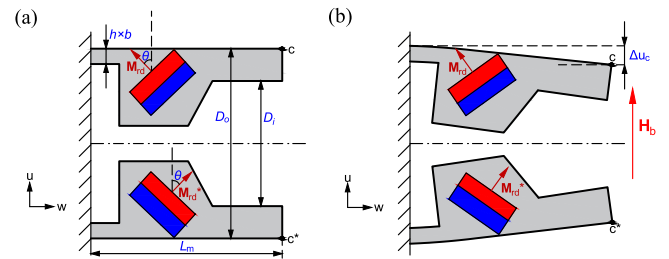 (a)
h×b
θ
M_rd
c
D_o
D_i
θ
M_rd*
u
w
L_m
c*
(b)
Δu_c
c
M_rd
H_b
M_rd*
u
w
c*